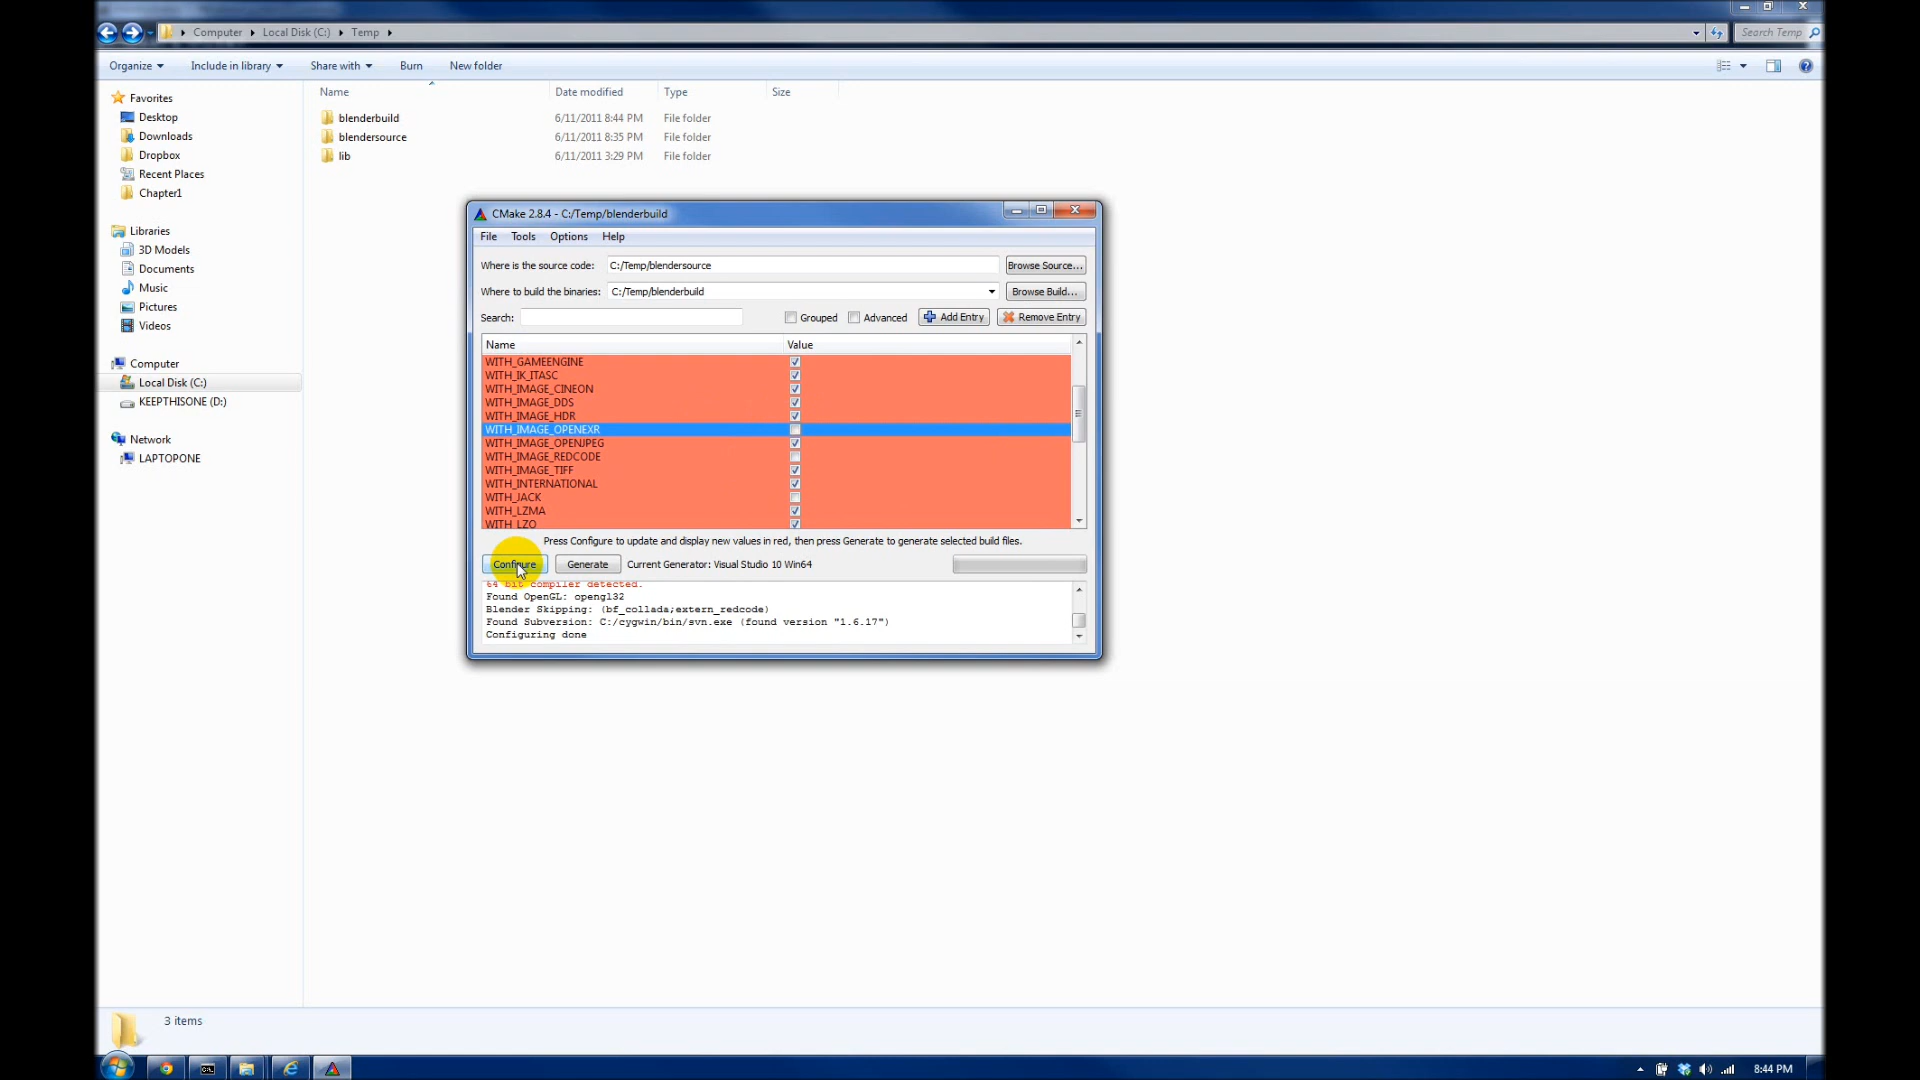 Computer Local Disk (C:) Temp
Search Temp
Organize Include in library Share with Burn New folder
Name Date modified Type Size
Favorites
Desktop
Downloads
Dropbox
Recent Places
Chapter1
Libraries
3D Models
Documents
Music
Pictures
Videos
Computer
Local Disk (C:)
KEEPTHISONE (D:)
Network
LAPTOPONE
blenderbuild 6/11/2011 8:44 PM File folder
blendersource 6/11/2011 8:35 PM File folder
lib 6/11/2011 3:29 PM File folder
CMake 2.8.4 - C:/Temp/blenderbuild
File Tools Options Help
Where is the source code: C:/Temp/blendersource Browse Source...
Where to build the binaries: C:/Temp/blenderbuild Browse Build...
Search: Grouped Advanced Add Entry Remove Entry
Name Value
WITH_GAMEENGINE
WITH_IK_ITASC
WITH_IMAGE_CINEON
WITH_IMAGE_DDS
WITH_IMAGE_HDR
WITH_IMAGE_OPENEXR
WITH_IMAGE_OPENJPEG
WITH_IMAGE_REDCODE
WITH_IMAGE_TIFF
WITH_INTERNATIONAL
WITH_JACK
WITH_LZMA
WITH_LZO
Press Configure to update and display new values in red, then press Generate to generate selected build files.
Configure Generate Current Generator: Visual Studio 10 Win64
64 bit compiler detected.
Found OpenGL: opengl32
Blender Skipping: (bf_collada;extern_redcode)
Found Subversion: C:/cygwin/bin/svn.exe (found version "1.6.17")
Configuring done
3 items
8:44 PM